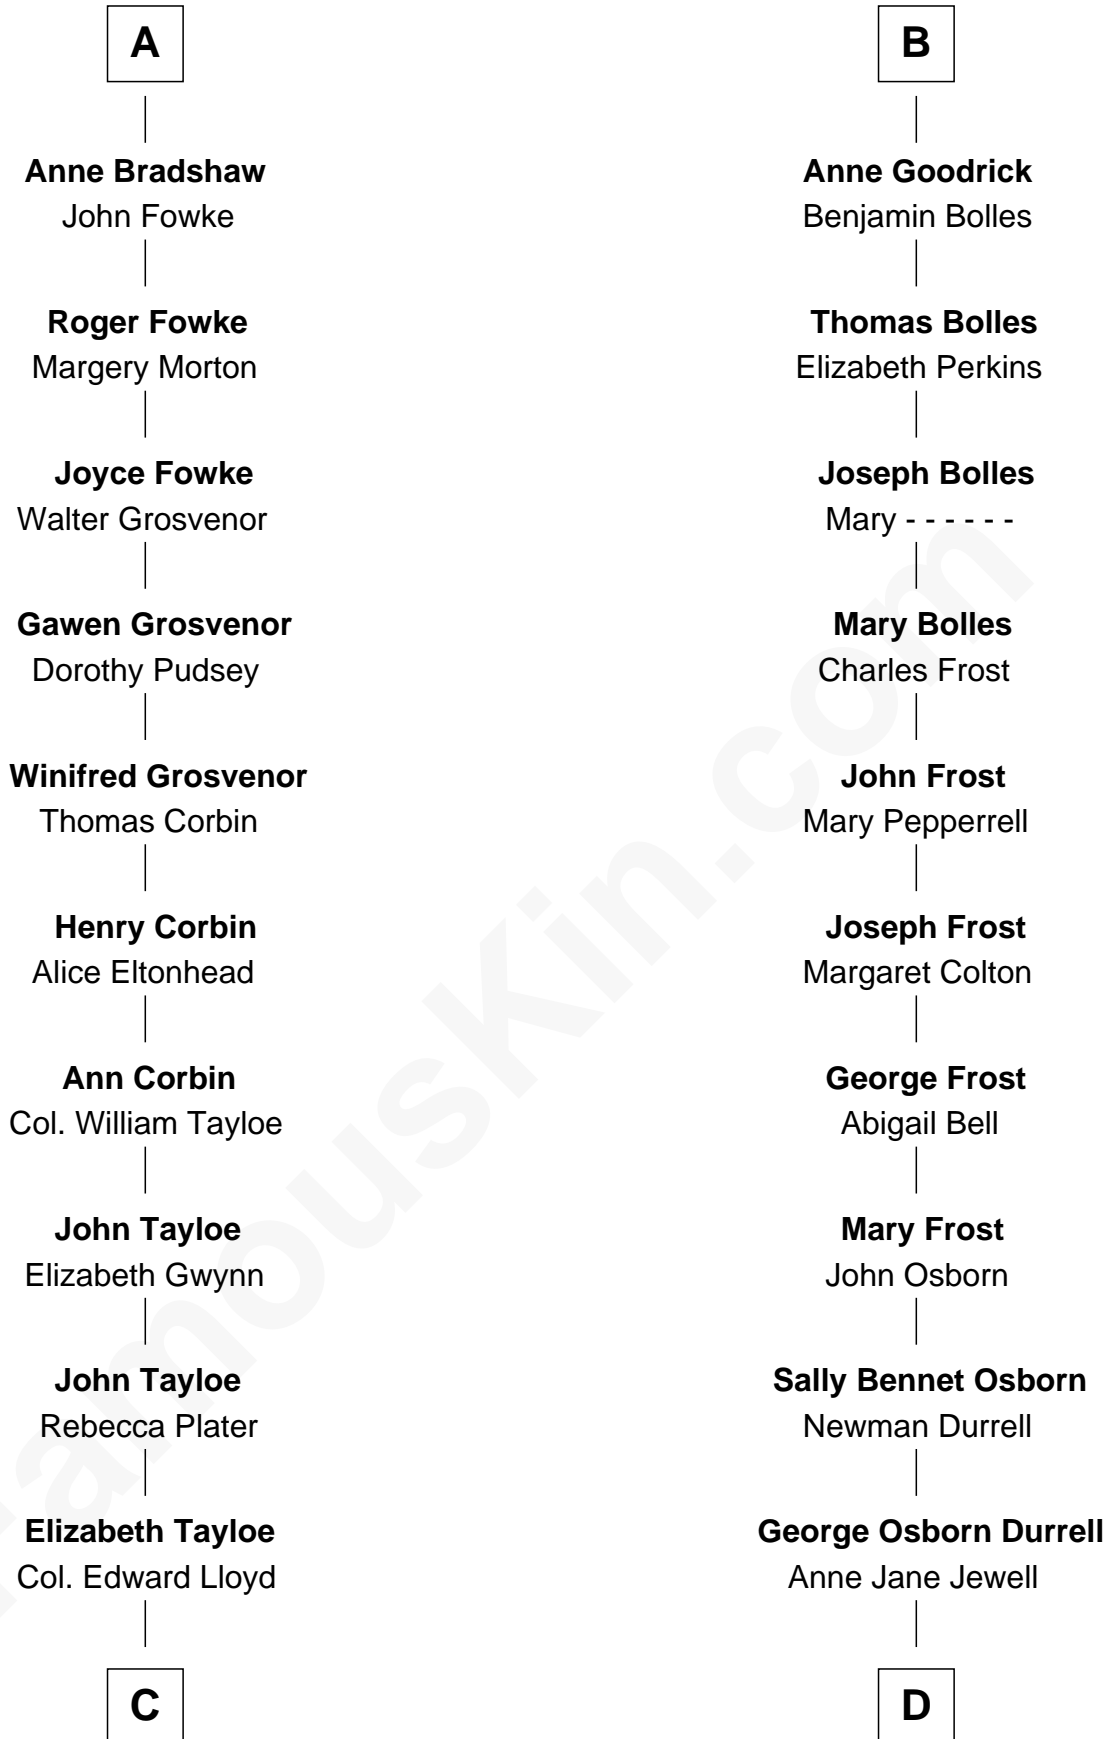 A
Anne Bradshaw
John Fowke
Roger Fowke
Margery Morton
Joyce Fowke
Walter Grosvenor
Gawen Grosvenor
Dorothy Pudsey
Winifred Grosvenor
Thomas Corbin
Henry Corbin
Alice Eltonhead
Ann Corbin
Col. William Tayloe
John Tayloe
Elizabeth Gwynn
John Tayloe
Rebecca Plater
Elizabeth Tayloe
Col. Edward Lloyd
C
B
Anne Goodrick
Benjamin Bolles
Thomas Bolles
Elizabeth Perkins
Joseph Bolles
Mary - - - - - -
Mary Bolles
Charles Frost
John Frost
Mary Pepperrell
Joseph Frost
Margaret Colton
George Frost
Abigail Bell
Mary Frost
John Osborn
Sally Bennet Osborn
Newman Durrell
George Osborn Durrell
Anne Jane Jewell
D
FamousKin.com